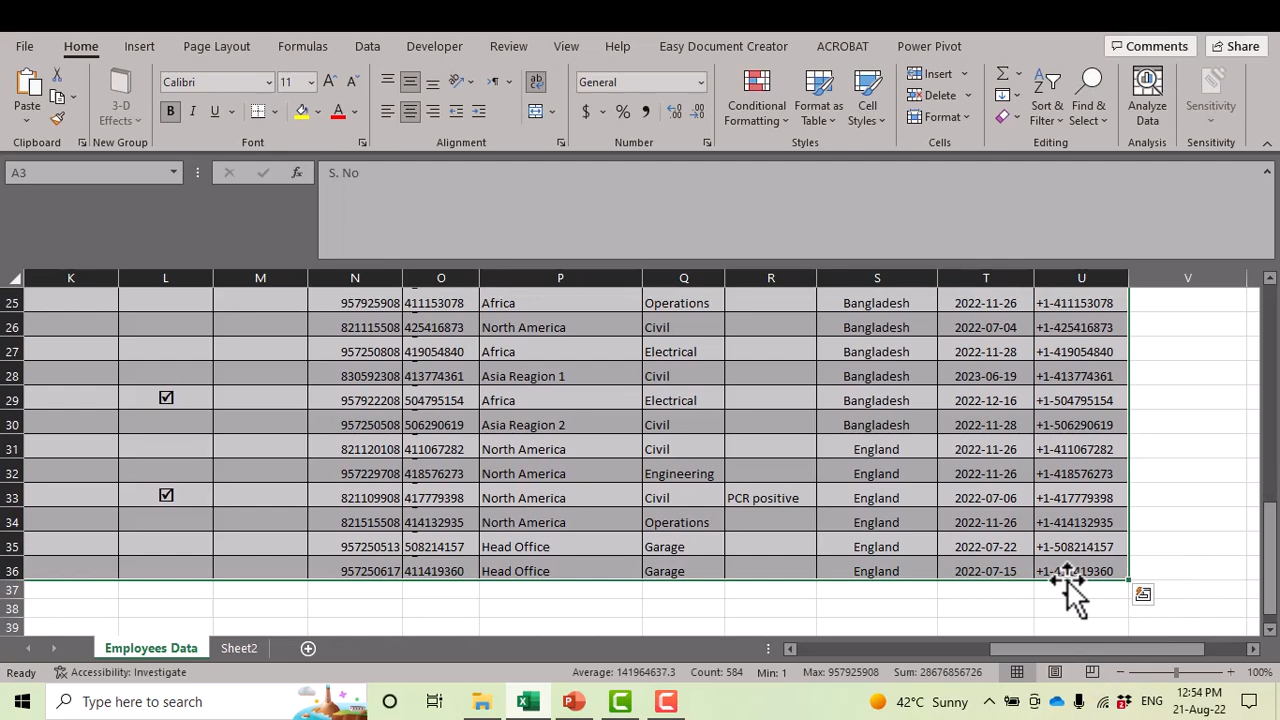 File Home Insert Page Layout Formulas Data Developer Review View Help Easy Document Creator ACROBAT Power Pivot Comments Share
Paste 3-D Effects Calibri 11 General Conditional Formatting Format as Table Cell Styles Insert Delete Format Sort & Filter Find & Select Analyze Data Sensitivity
Clipboard New Group Font Alignment Number Styles Cells Editing Analysis Sensitivity
A3 S. No
K L M N O P Q R S T U V
25 957925908 411153078 Africa Operations Bangladesh 2022-11-26 +1-411153078
26 821115508 425416873 North America Civil Bangladesh 2022-07-04 +1-425416873
27 957250808 419054840 Africa Electrical Bangladesh 2022-11-28 +1-419054840
28 830592308 413774361 Asia Reagion 1 Civil Bangladesh 2023-06-19 +1-413774361
29 957922208 504795154 Africa Electrical Bangladesh 2022-12-16 +1-504795154
30 957250508 506290619 Asia Reagion 2 Civil Bangladesh 2022-11-28 +1-506290619
31 821120108 411067282 North America Civil England 2022-11-28 +1-411067282
32 957229708 418576273 North America Engineering England 2022-11-26 +1-418576273
33 821109908 417779398 North America Civil PCR positive England 2022-07-06 +1-417779398
34 821515508 414132935 North America Operations England 2022-11-26 +1-414132935
35 957250513 508214157 Head Office Garage England 2022-07-22 +1-508214157
36 957250617 411419360 Head Office Garage England 2022-07-15
37
38
39
Employees Data Sheet2
Ready Accessibility: Investigate Average: 141964637.3 Count: 584 Min: 1 Max: 957925908 Sum: 28676856726 100%
Type here to search 42°C Sunny ENG 12:54 PM
21-Aug-22